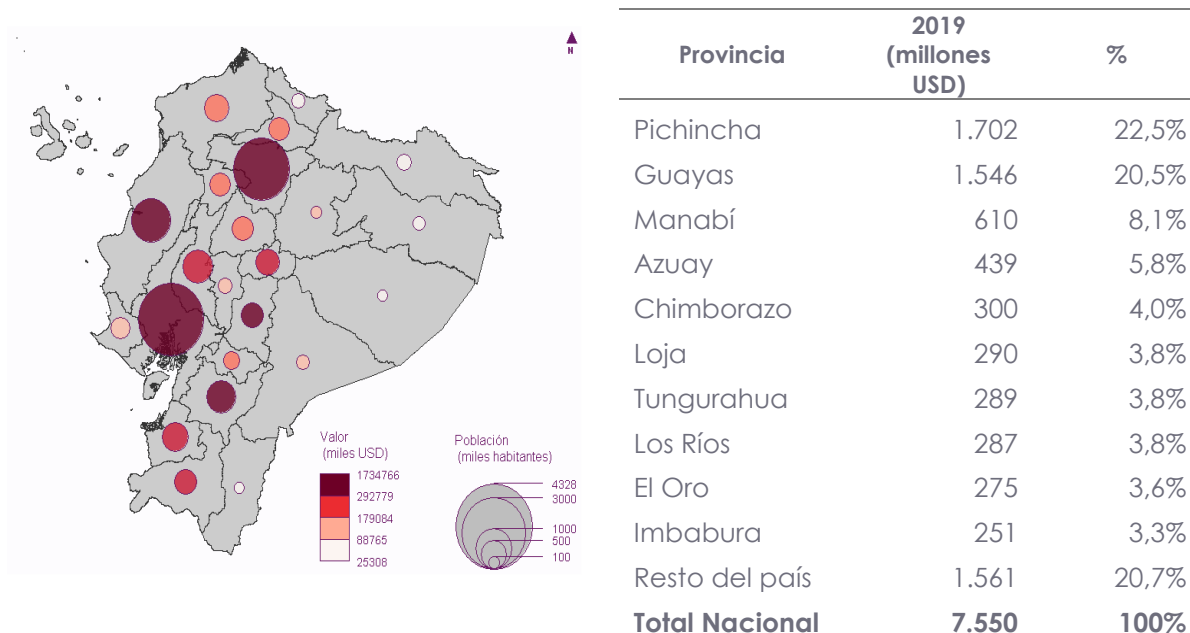 N
Valor
(miles USD)
1734766
292779
179084
88765
25308
Población
(miles habitantes)
4328
3000
1000
500
100
Provincia 2019 (millones USD) %
Pichincha 1.702 22,5%
Guayas 1.546 20,5%
Manabí 610 8,1%
Azuay 439 5,8%
Chimborazo 300 4,0%
Loja 290 3,8%
Tungurahua 289 3,8%
Los Ríos 287 3,8%
El Oro 275 3,6%
Imbabura 251 3,3%
Resto del país 1.561 20,7%
Total Nacional 7.550 100%